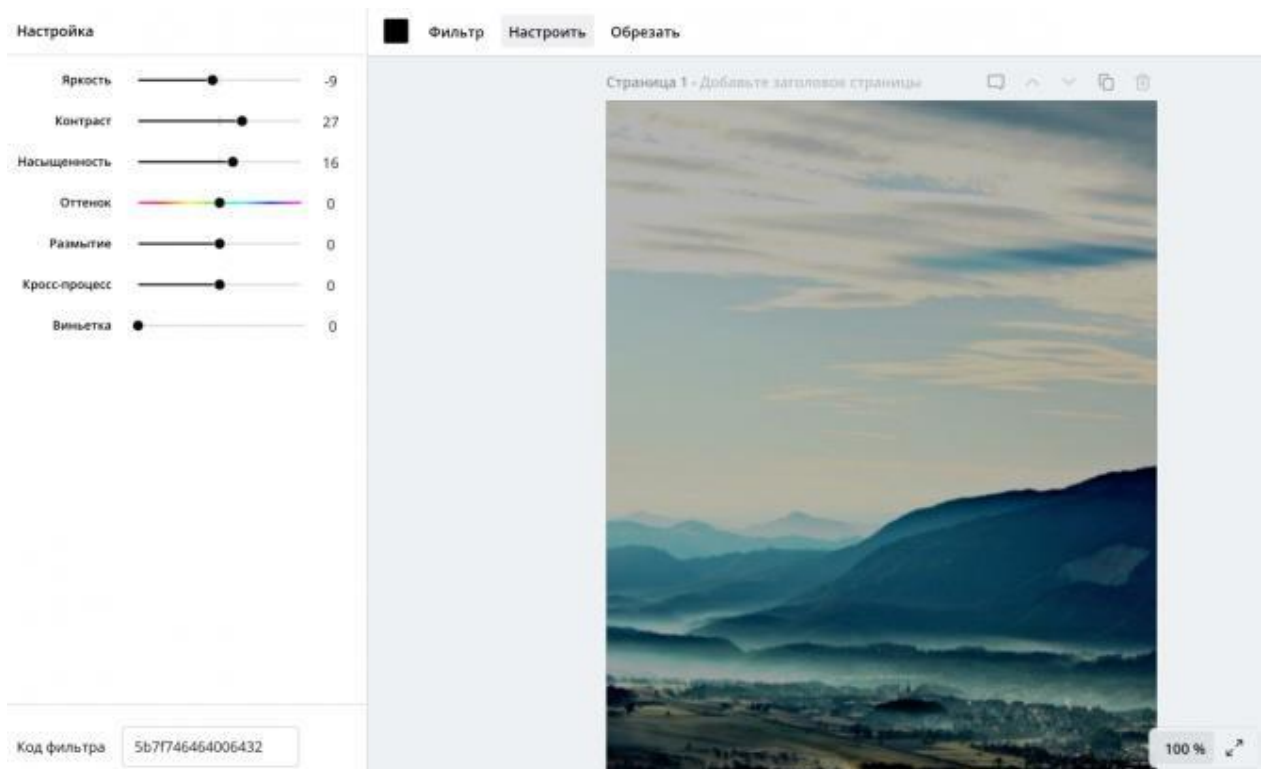 Настройка
Фильтр Настроить Обрезать
Яркость -9
Контраст 27
Насыщенность 16
Оттенок 0
Размытие 0
Кросс-процесс 0
Виньетка 0
Код фильтра 5b7f746464006432
Страница 1 - Добавьте заголовок страницы
100 %